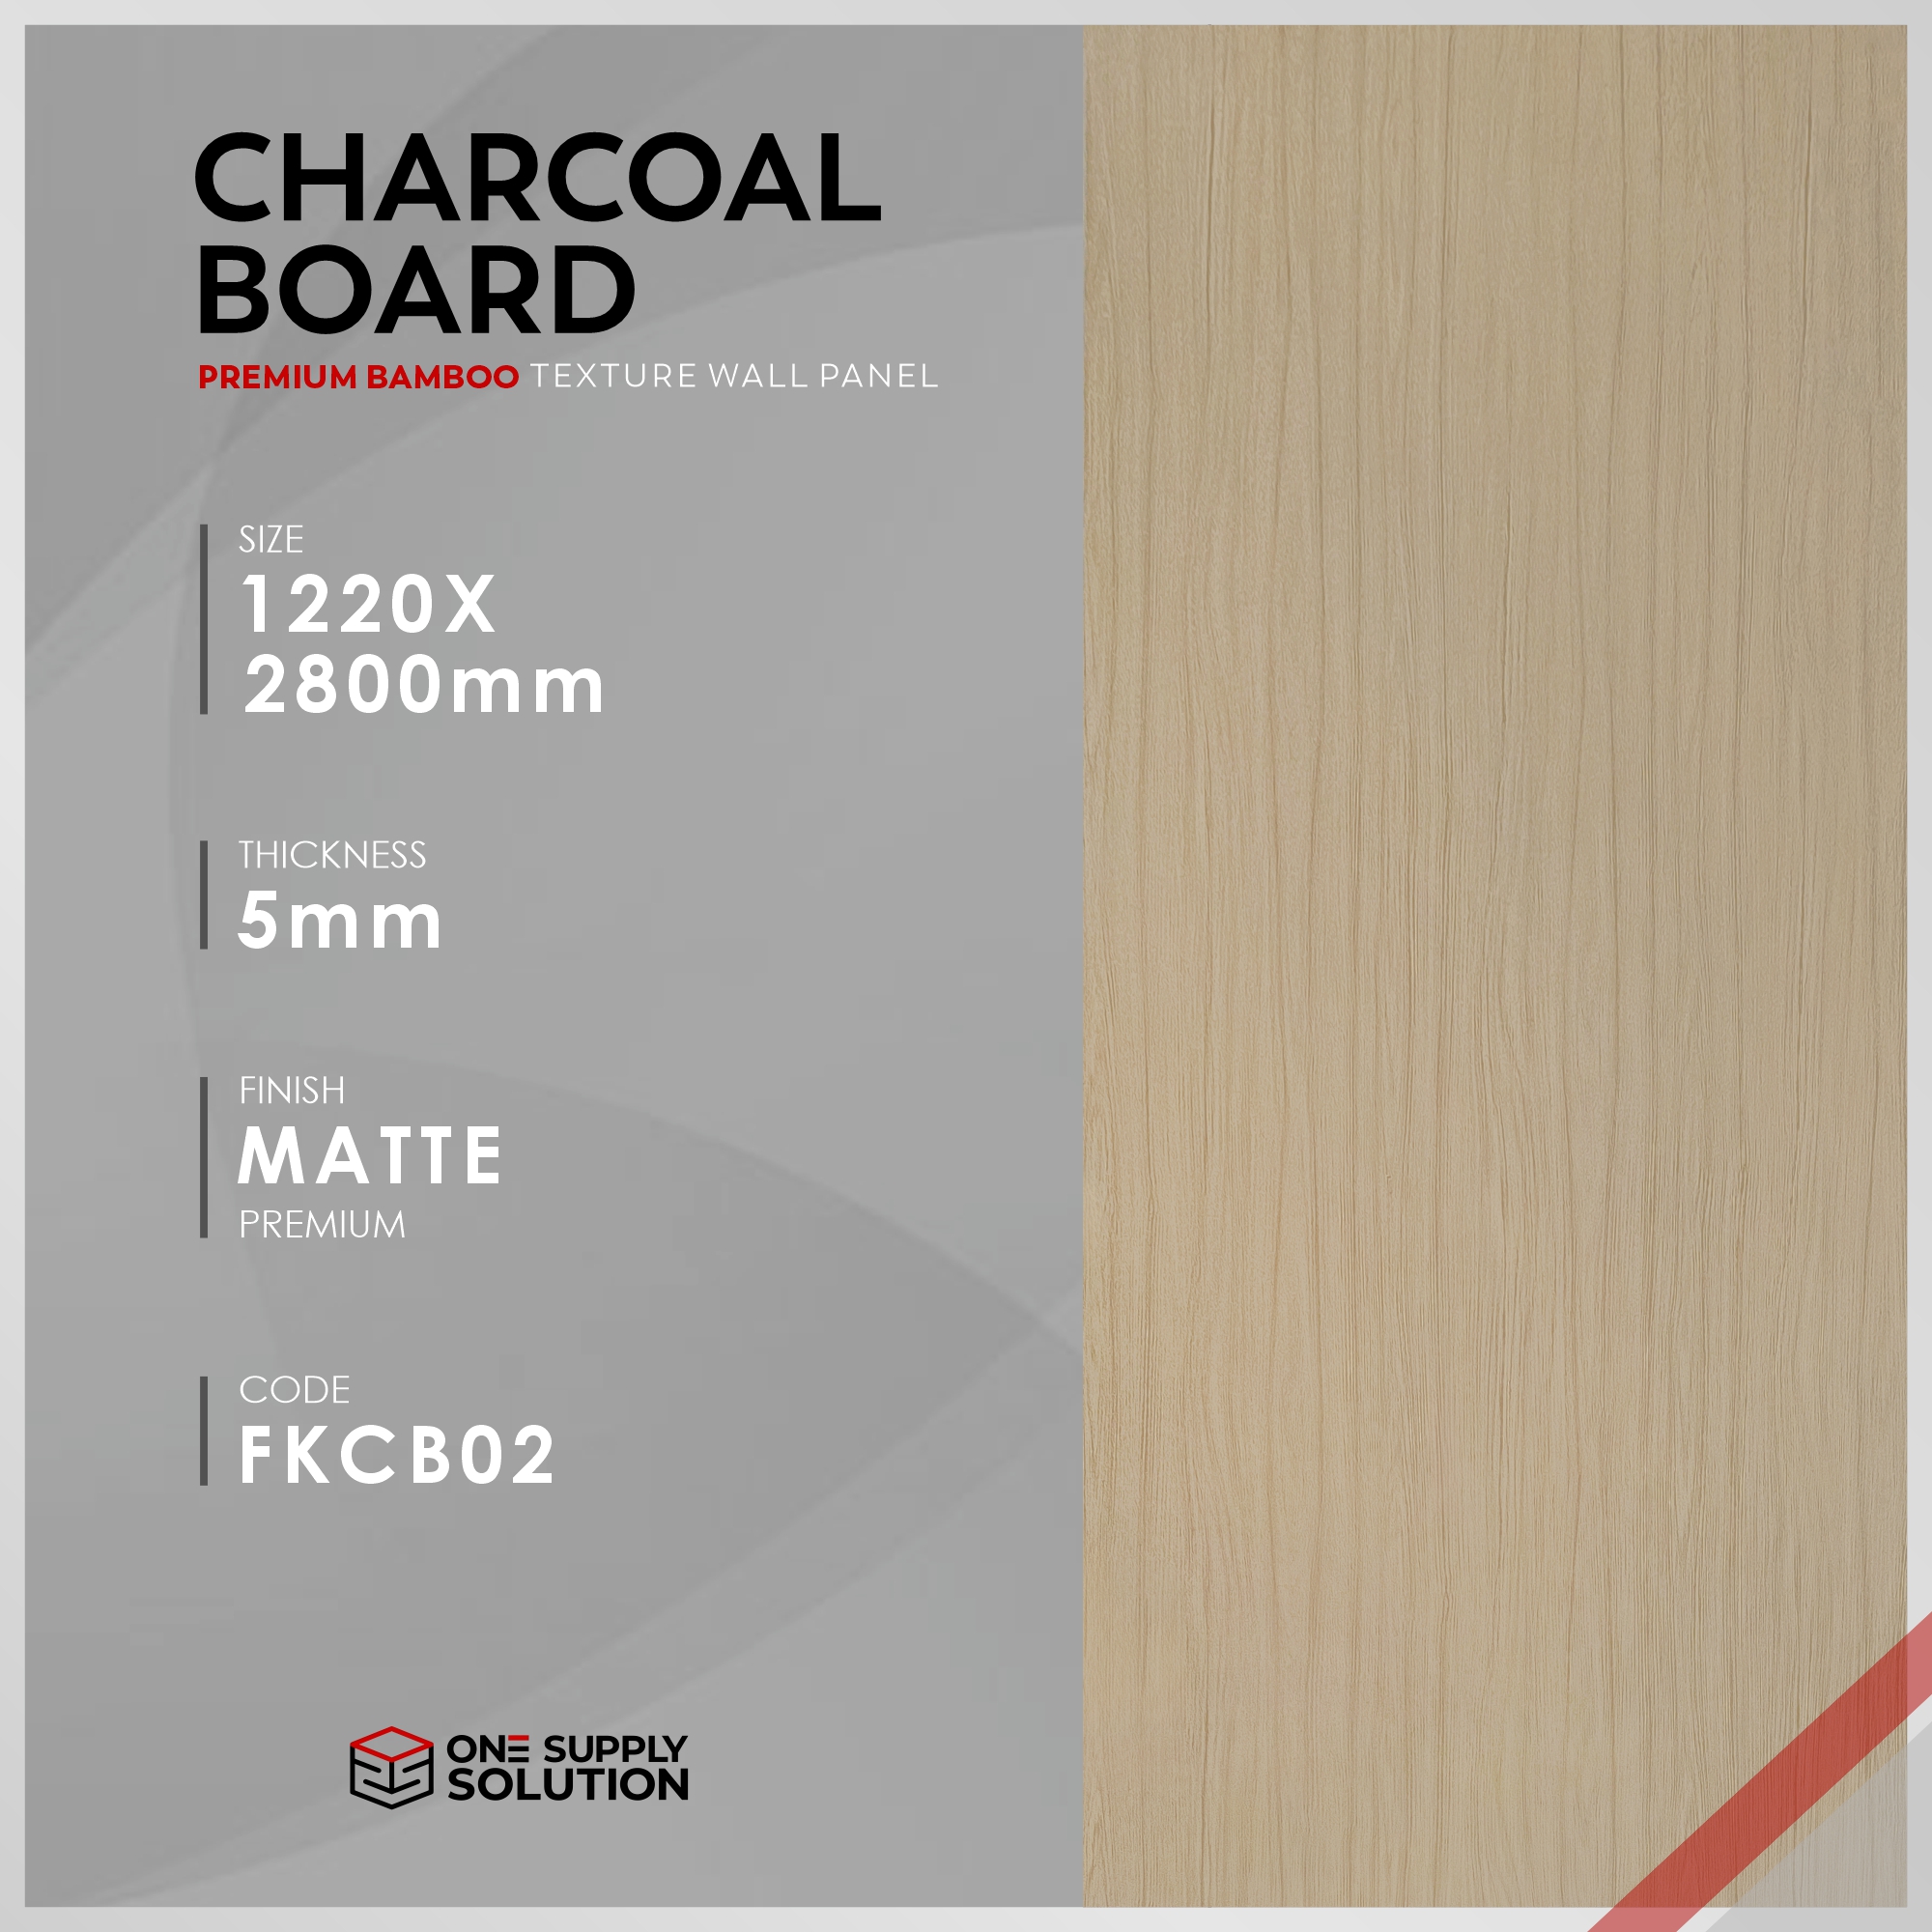 CHARCOAL
BOARD
PREMIUM BAMBOO TEXTURE WALL PANEL
SIZE
1220X
2800mm
THICKNESS
5mm
FINISH
MATTE
PREMIUM
CODE
FKCB02
ONE SUPPLY
SOLUTION